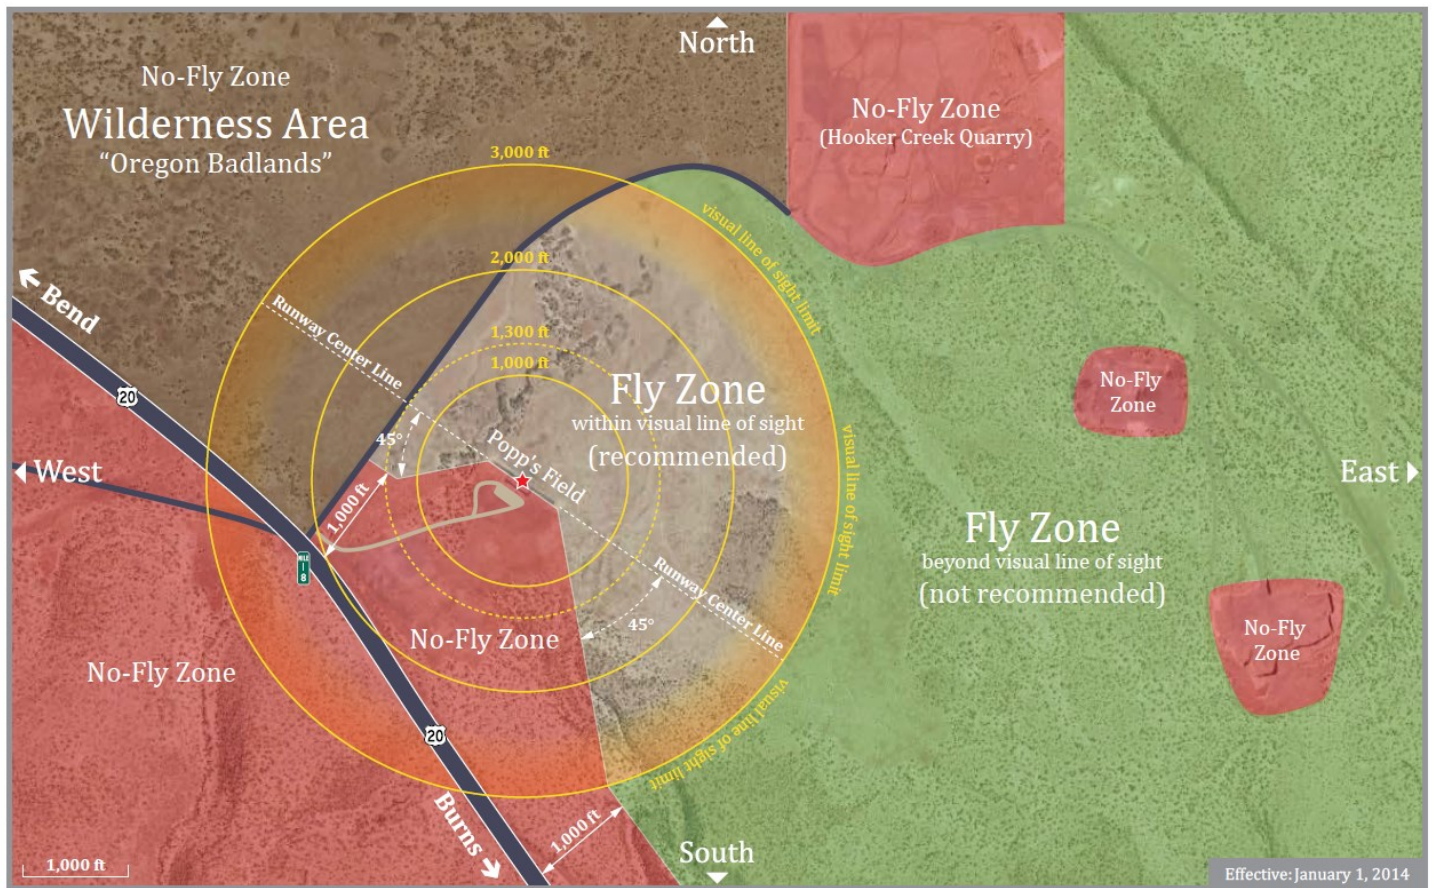 North
No-Fly Zone
Wilderness Area
“Oregon Badlands”
No-Fly Zone
(Hooker Creek Quarry)
3,000 ft
visual line of sight limit
2,000 ft
Bend
Runway Center Line
1,300 ft
1,000 ft
Fly Zone
within visual line of sight
(recommended)
No-Fly
Zone
20
45°
Popp's Field
visual line of sight limit
West
East
1,000 ft
Fly Zone
beyond visual line of sight
(not recommended)
MILE
1
8
Runway Center Line
45°
No-Fly Zone
No-Fly
Zone
No-Fly Zone
visual line of sight limit
20
Burns
1,000 ft
South
1,000 ft
Effective: January 1, 2014